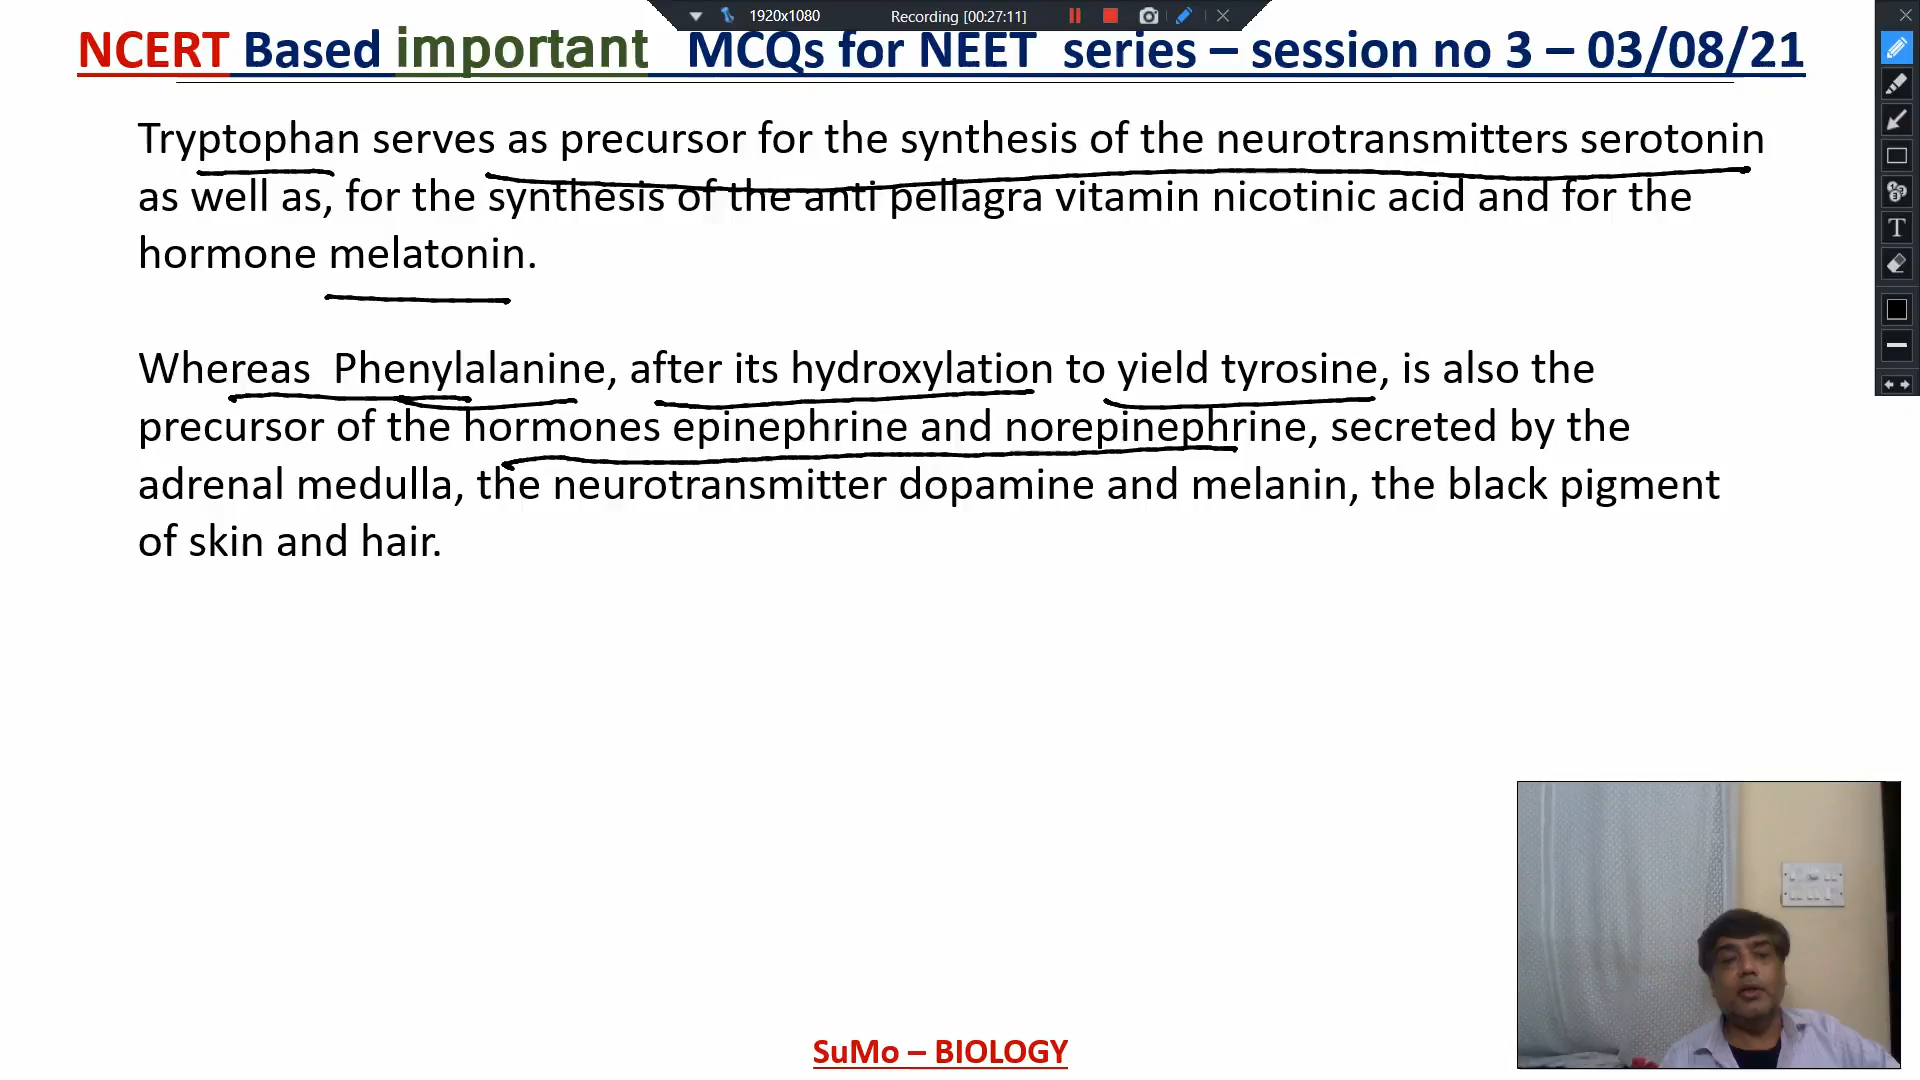 1920x1080 Recording [00:27:11]
NCERT Based important MCQs for NEET series – session no 3 – 03/08/21
Tryptophan serves as precursor for the synthesis of the neurotransmitters serotonin
as well as, for the synthesis of the anti pellagra vitamin nicotinic acid and for the
hormone melatonin.
Whereas Phenylalanine, after its hydroxylation to yield tyrosine, is also the
precursor of the hormones epinephrine and norepinephrine, secreted by the
adrenal medulla, the neurotransmitter dopamine and melanin, the black pigment
of skin and hair.
SuMo – BIOLOGY